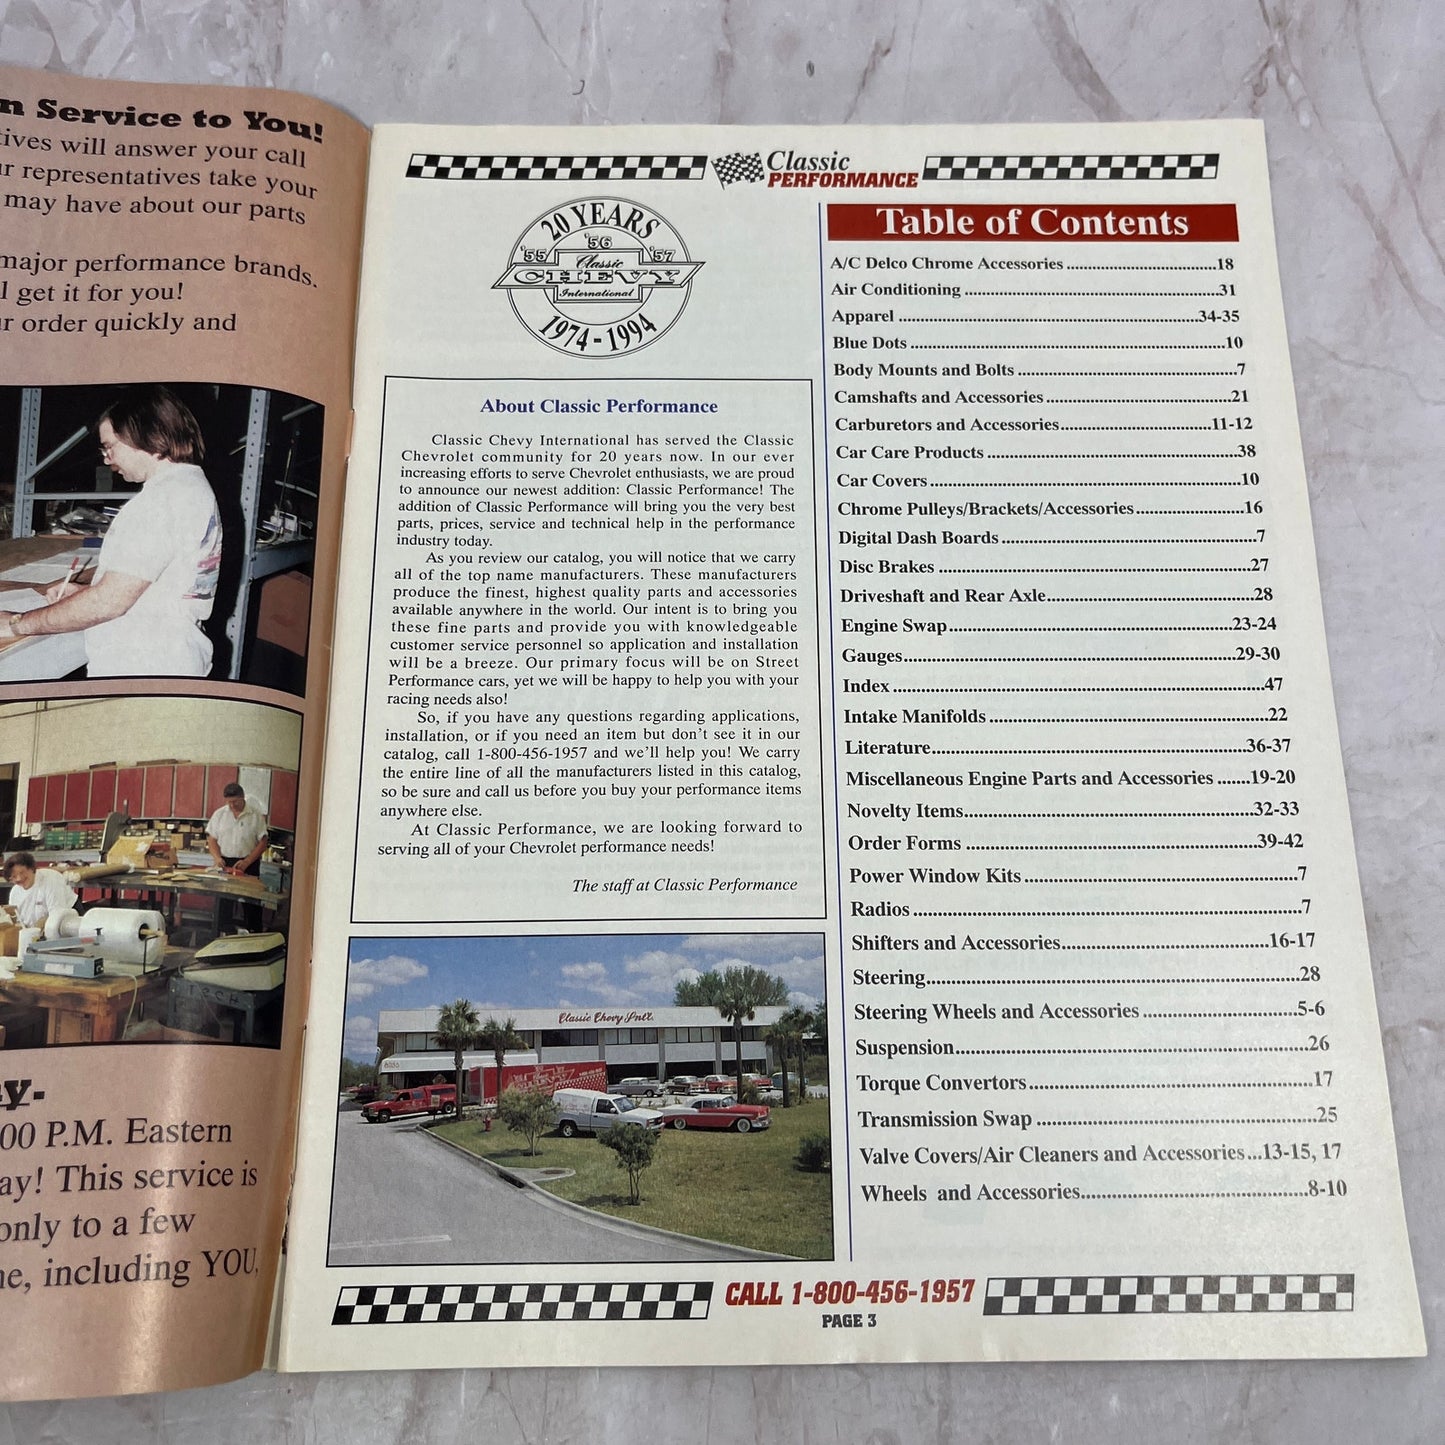 n Service to You!
tives will answer your call
r representatives take your
may have about our parts
major performance brands.
l get it for you!
r order quickly and
y.
00 P.M. Eastern
ay! This service is
only to a few
ne, including YOU,
Classic
PERFORMANCE
20 YEARS
'55 '56 '57
Classic
CHEVY
International
1974-1994
About Classic Performance
Classic Chevy International has served the Classic
Chevrolet community for 20 years now. In our ever
increasing efforts to serve Chevrolet enthusiasts, we are proud
to announce our newest addition: Classic Performance! The
addition of Classic Performance will bring you the very best
parts, prices, service and technical help in the performance
industry today.
As you review our catalog, you will notice that we carry
all of the top name manufacturers. These manufacturers
produce the finest, highest quality parts and accessories
available anywhere in the world. Our intent is to bring you
these fine parts and provide you with knowledgeable
customer service personnel so application and installation
will be a breeze. Our primary focus will be on Street
Performance cars, yet we will be happy to help you with your
racing needs also!
So, if you have any questions regarding applications,
installation, or if you need an item but don't see it in our
catalog, call 1-800-456-1957 and we'll help you! We carry
the entire line of all the manufacturers listed in this catalog,
so be sure and call us before you buy your performance items
anywhere else.
At Classic Performance, we are looking forward to
serving all of your Chevrolet performance needs!
The staff at Classic Performance
Classic Chevy Int'l.
Table of Contents
A/C Delco Chrome Accessories ....................................18
Air Conditioning ............................................................31
Apparel ......................................................................34-35
Blue Dots ..........................................................................10
Body Mounts and Bolts ....................................................7
Camshafts and Accessories ............................................21
Carburetors and Accessories....................................11-12
Car Care Products ..........................................................38
Car Covers ........................................................................10
Chrome Pulleys/Brackets/Accessories.........................16
Digital Dash Boards ..........................................................7
Disc Brakes ......................................................................27
Driveshaft and Rear Axle................................................28
Engine Swap..............................................................23-24
Gauges........................................................................29-30
Index ................................................................................47
Intake Manifolds ............................................................22
Literature....................................................................36-37
Miscellaneous Engine Parts and Accessories .......19-20
Novelty Items..............................................................32-33
Order Forms ..............................................................39-42
Power Window Kits ..........................................................7
Radios ................................................................................7
Shifters and Accessories............................................16-17
Steering............................................................................28
Steering Wheels and Accessories ................................5-6
Suspension........................................................................26
Torque Convertors ..........................................................17
Transmission Swap ..........................................................25
Valve Covers/Air Cleaners and Accessories...13-15, 17
Wheels and Accessories..............................................8-10
CALL 1-800-456-1957
PAGE 3